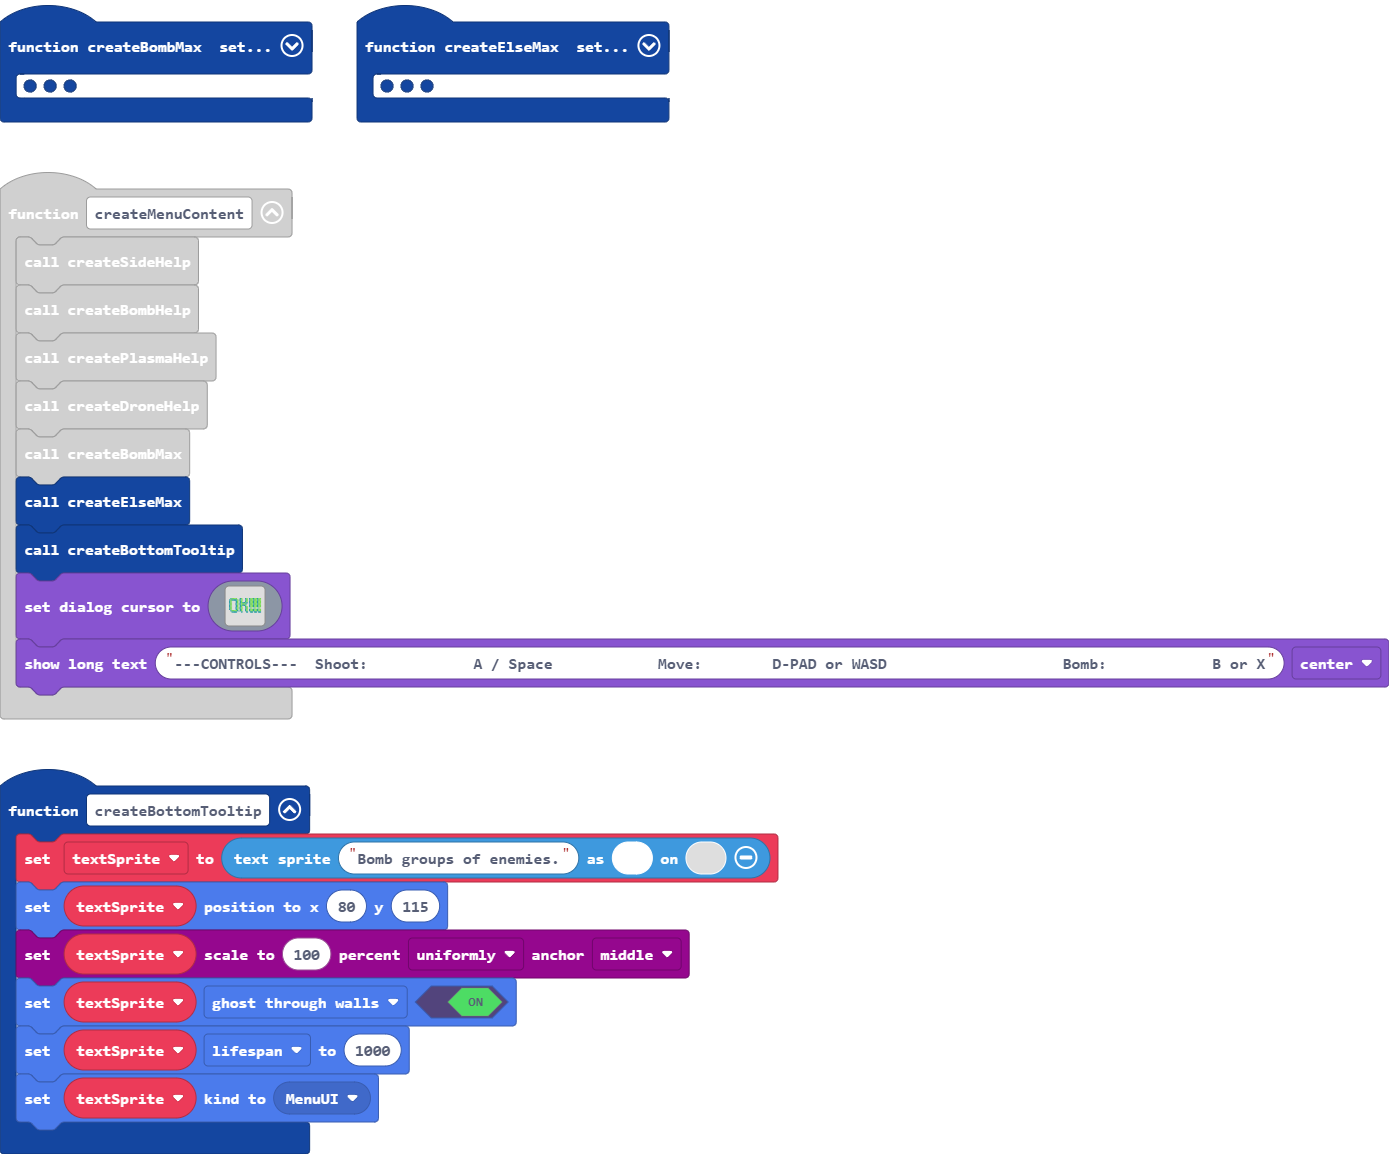 function createBombMax set...
function createElseMax set...
function createMenuContent
call createSideHelp
call createBombHelp
call createPlasmaHelp
call createDroneHelp
call createBombMax
call createElseMax
call createBottomTooltip
set dialog cursor to OK!!!
show long text "---CONTROLS--- Shoot: A / Space Move: D-PAD or WASD Bomb: B or X" center
function createBottomTooltip
set textSprite to text sprite "Bomb groups of enemies." as on
set textSprite position to x 80 y 115
set textSprite scale to 100 percent uniformly anchor middle
set textSprite ghost through walls ON
set textSprite lifespan to 1000
set textSprite kind to MenuUI